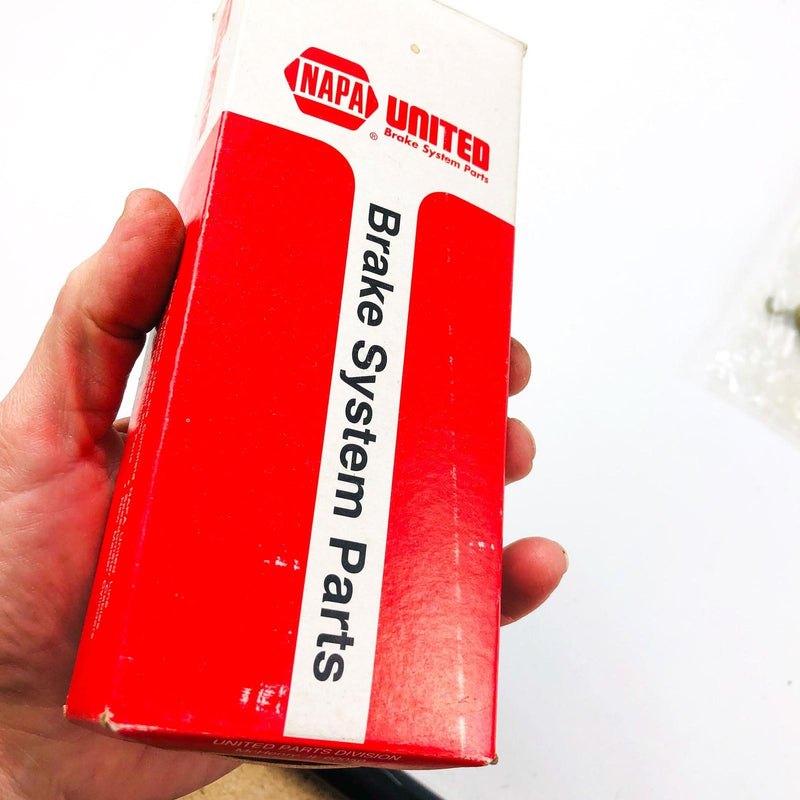 NAPA
®
UNITED
Brake System Parts
Brake System Parts
UNITED PARTS DIVISION